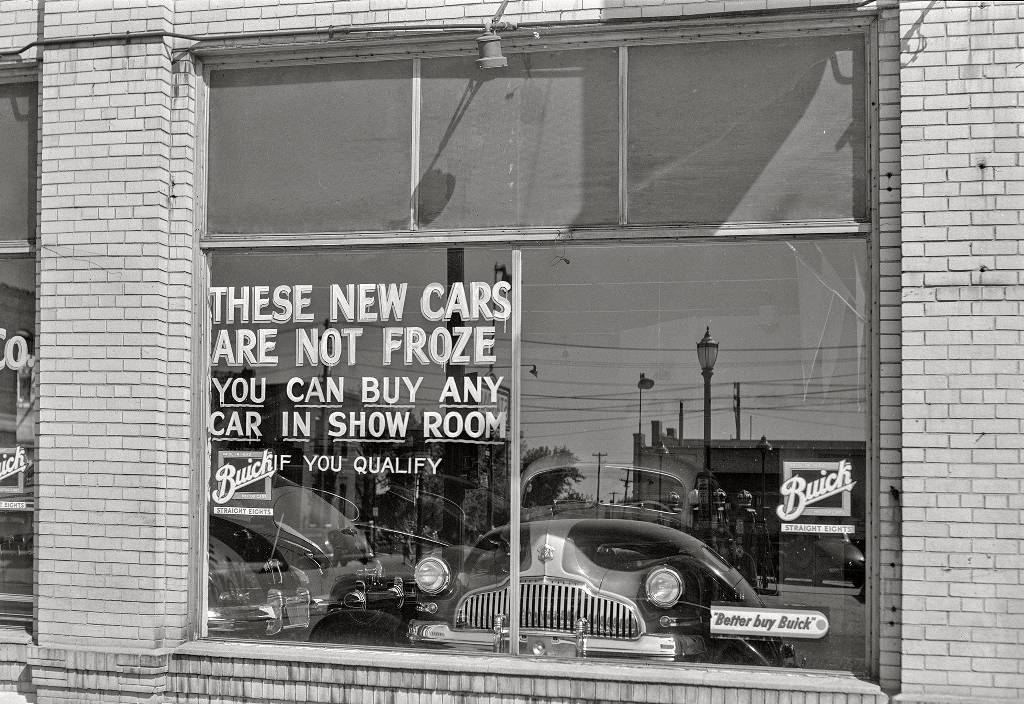 Co.
THESE NEW CARS
ARE NOT FROZE
YOU CAN BUY ANY
CAR IN SHOW ROOM
IF YOU QUALIFY
Buick
STRAIGHT EIGHTS
Buick
STRAIGHT EIGHTS
"Better buy Buick"